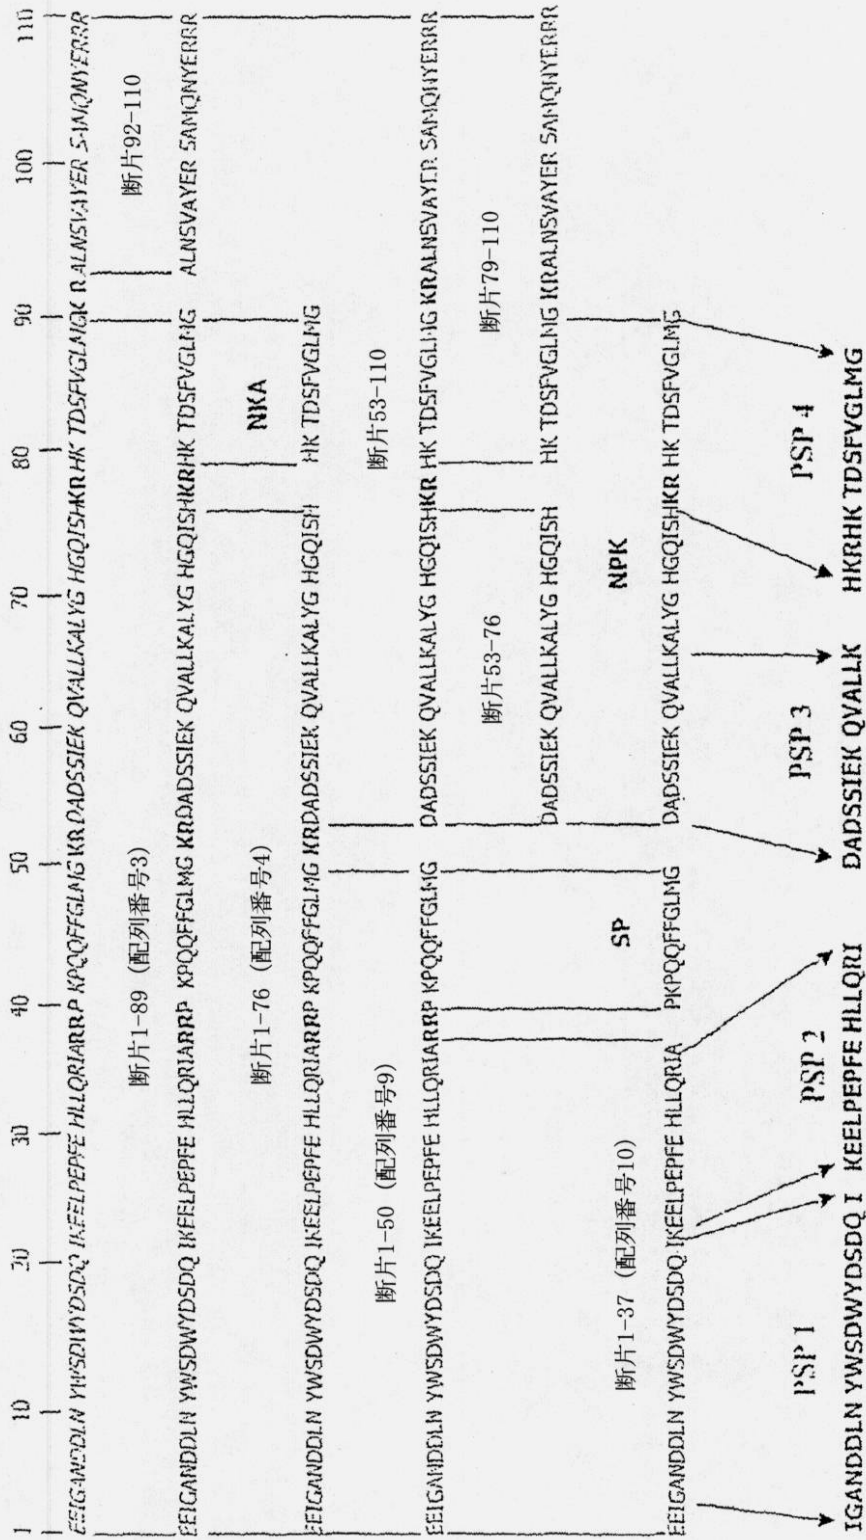 1 10 20 30 40 50 60 70 80 90 100 110
EEIGANDDLN YWSDWYDSDQ IKEELPEPFE HLLQRIARRP KPQQFFGLMG KR DADSSIEK QVALLKALYG HGQISHKR HK TDSFVGLMGK RALNSVAYER SAMQNYERRR
断片1-89 (配列番号3) 断片92-110
EEIGANDDLN YWSDWYDSDQ IKEELPEPFE HLLQRIARRP KPQQFFGLMG KRDADSSIEK QVALLKALYG HGQISHKRHK TDSFVGLMG ALNSVAYER SAMQNYERRR
断片1-76 (配列番号4) NKA
EEIGANDDLN YWSDWYDSDQ IKEELPEPFE HLLQRIARRP KPQQFFGLMG KRDADSSIEK QVALLKALYG HGQISH HK TDSFVGLMG
断片1-50 (配列番号9) 断片53-110
EEIGANDDLN YWSDWYDSDQ IKEELPEPFE HLLQRIARRP KPQQFFGLMG DADSSIEK QVALLKALYG HGQISHKR HK TDSFVGLMG KRALNSVAYER SAMQNYERRR
断片53-76 断片79-110
DADSSIEK QVALLKALYG HGQISH HK TDSFVGLMG KRALNSVAYER SAMQNYERRR
断片1-37 (配列番号10) SP NPK
EEIGANDDLN YWSDWYDSDQ IKEELPEPFE HLLQRIA PKPQQFFGLMG DADSSIEK QVALLKALYG HGQISHKR HK TDSFVGLMG
PSP 1 PSP 2 PSP 3 PSP 4
IGANDDLN YWSDWYDSDQ I KEELPEPFE HLLQRI DADSSIEK QVALLK HKRHK TDSFVGLMG